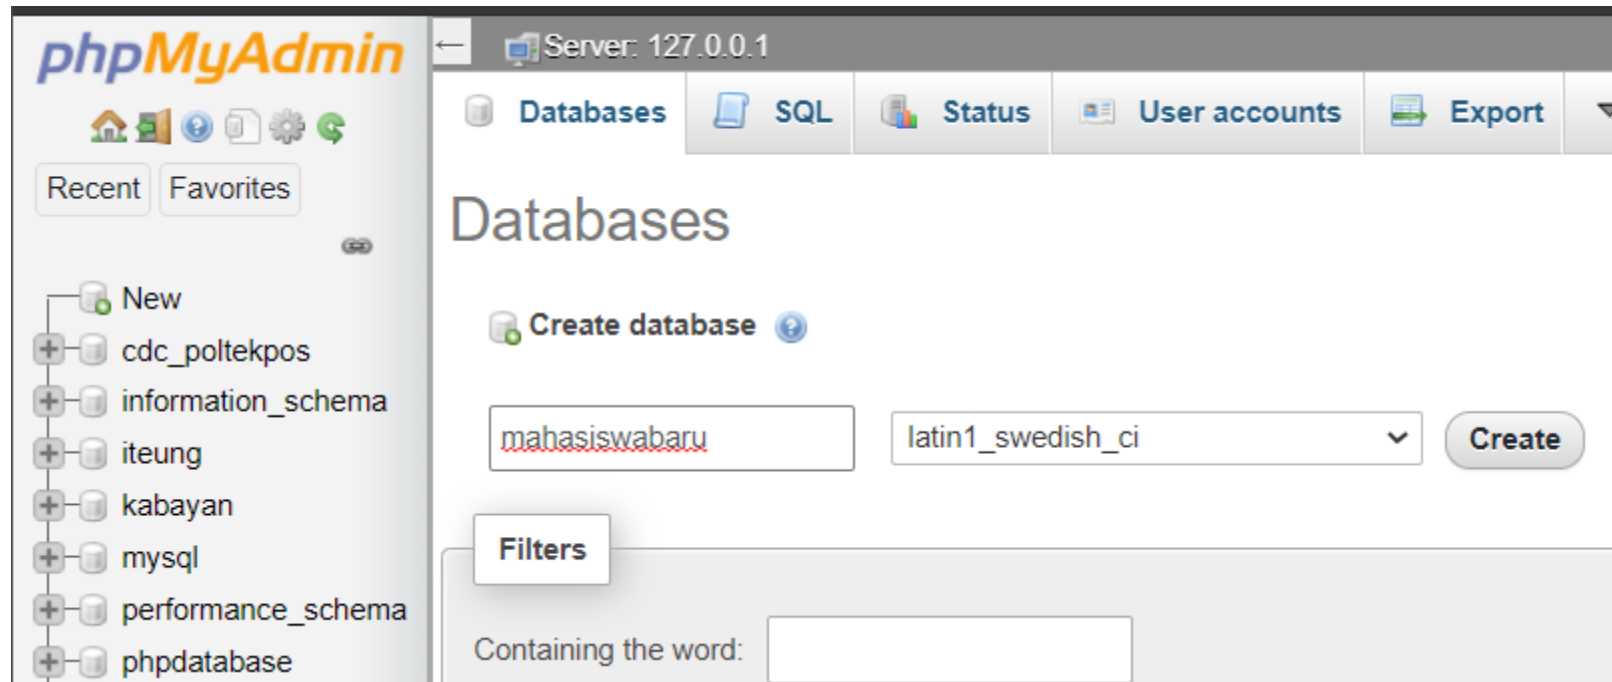 phpMyAdmin
Recent Favorites
New
cdc_poltekpos
information_schema
iteung
kabayan
mysql
performance_schema
phpdatabase
Server: 127.0.0.1
Databases SQL Status User accounts Export
Databases
Create database
mahasiswabaru latin1_swedish_ci Create
Filters
Containing the word: